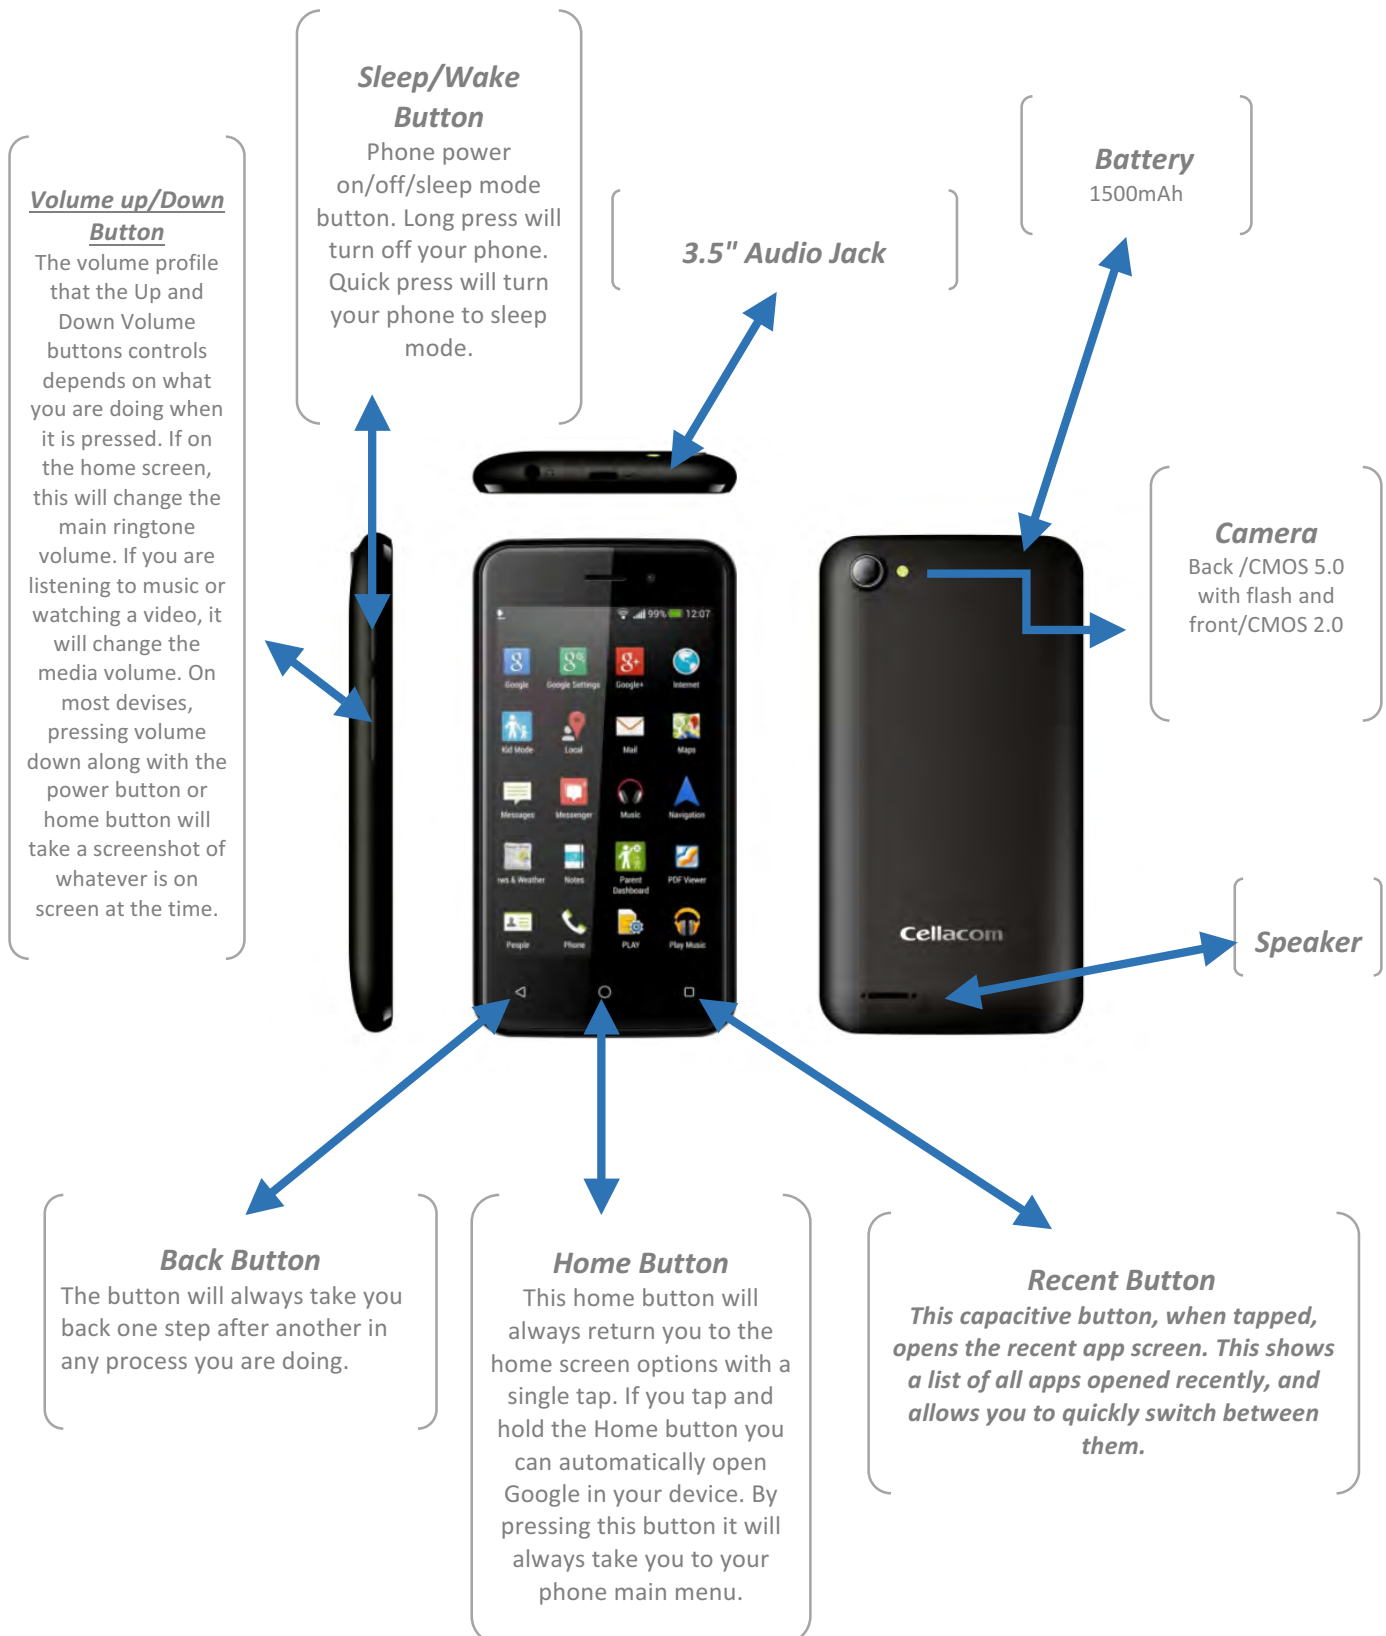 Sleep/Wake
Button
Phone power
on/off/sleep mode
button. Long press will
turn off your phone.
Quick press will turn
your phone to sleep
mode.
Battery
1500mAh
Volume up/Down
Button
The volume profile
that the Up and
Down Volume
buttons controls
depends on what
you are doing when
it is pressed. If on
the home screen,
this will change the
main ringtone
volume. If you are
listening to music or
watching a video, it
will change the
media volume. On
most devises,
pressing volume
down along with the
power button or
home button will
take a screenshot of
whatever is on
screen at the time.
3.5" Audio Jack
Camera
Back /CMOS 5.0
with flash and
front/CMOS 2.0
99% 12:07
Google Google Settings Google+ Internet
Kid Mode Local Mail Maps
Messages Messenger Music Navigation
ws & Weather Notes Parent Dashboard PDF Viewer
People Phone PLAY Play Music
Cellacom
Speaker
Back Button
The button will always take you
back one step after another in
any process you are doing.
Home Button
This home button will
always return you to the
home screen options with a
single tap. If you tap and
hold the Home button you
can automatically open
Google in your device. By
pressing this button it will
always take you to your
phone main menu.
Recent Button
This capacitive button, when tapped,
opens the recent app screen. This shows
a list of all apps opened recently, and
allows you to quickly switch between
them.